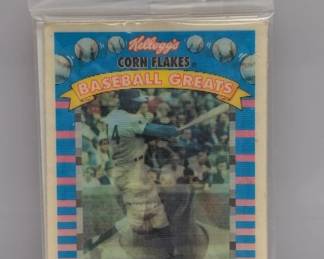 Kellogg's
CORN FLAKES
BASEBALL GREATS
14